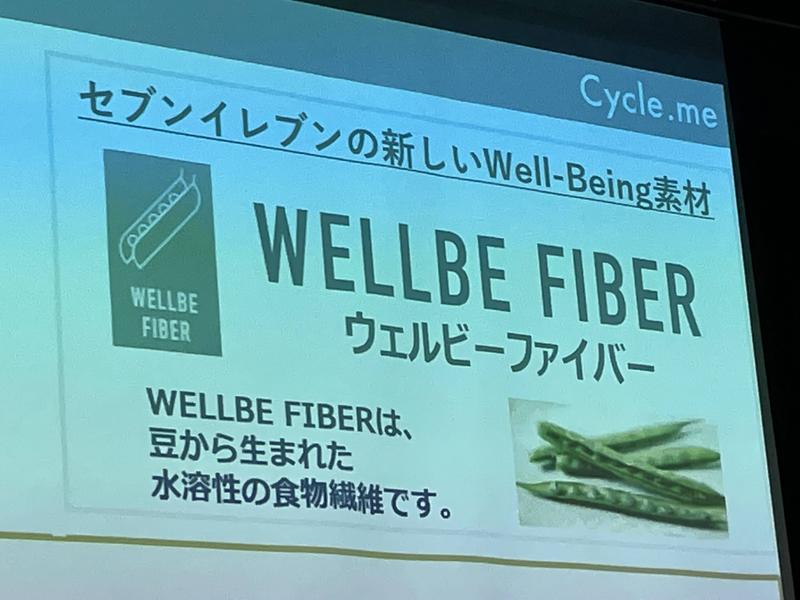 Cycle.me
セブンイレブンの新しいWell-Being素材
WELLBE
FIBER
WELLBE FIBER
ウェルビーファイバー
WELLBE FIBERは、
豆から生まれた
水溶性の食物繊維です。